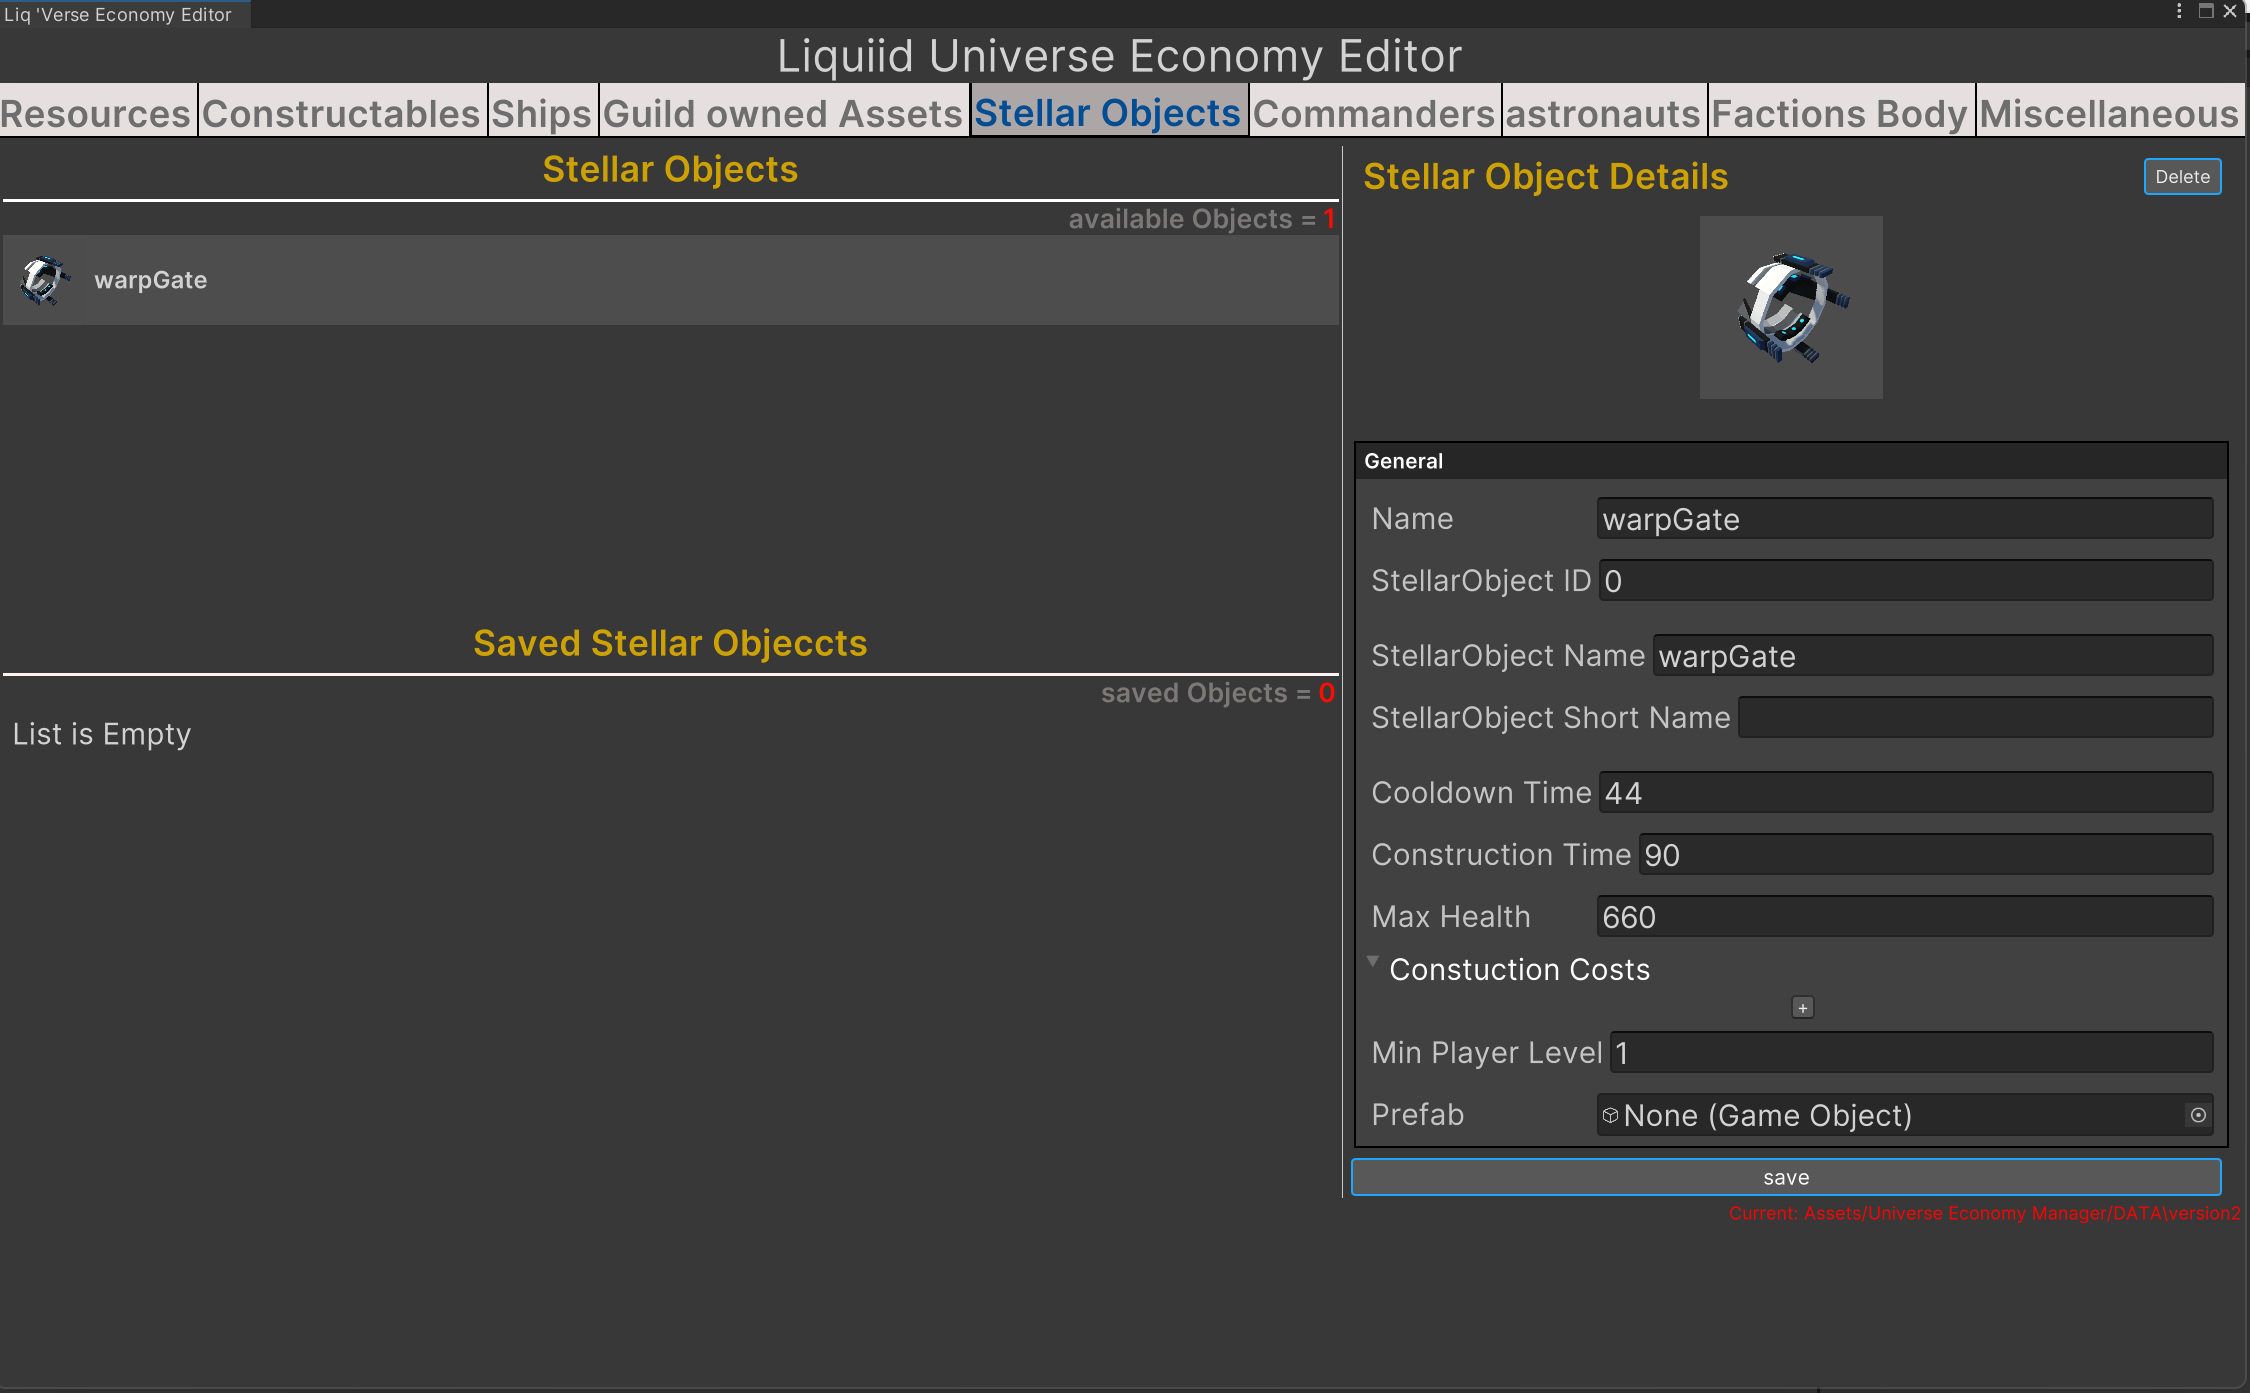 Liq 'Verse Economy Editor
Liquiid Universe Economy Editor
Resources Constructables Ships Guild owned Assets Stellar Objects Commanders astronauts Factions Body Miscellaneous
Stellar Objects
available Objects = 1
warpGate
Saved Stellar Objeccts
saved Objects = 0
List is Empty
Stellar Object Details
Delete
General
Name warpGate
StellarObject ID 0
StellarObject Name warpGate
StellarObject Short Name
Cooldown Time 44
Construction Time 90
Max Health 660
Constuction Costs
+
Min Player Level 1
Prefab None (Game Object)
save
Current: Assets/Universe Economy Manager/DATA\version2